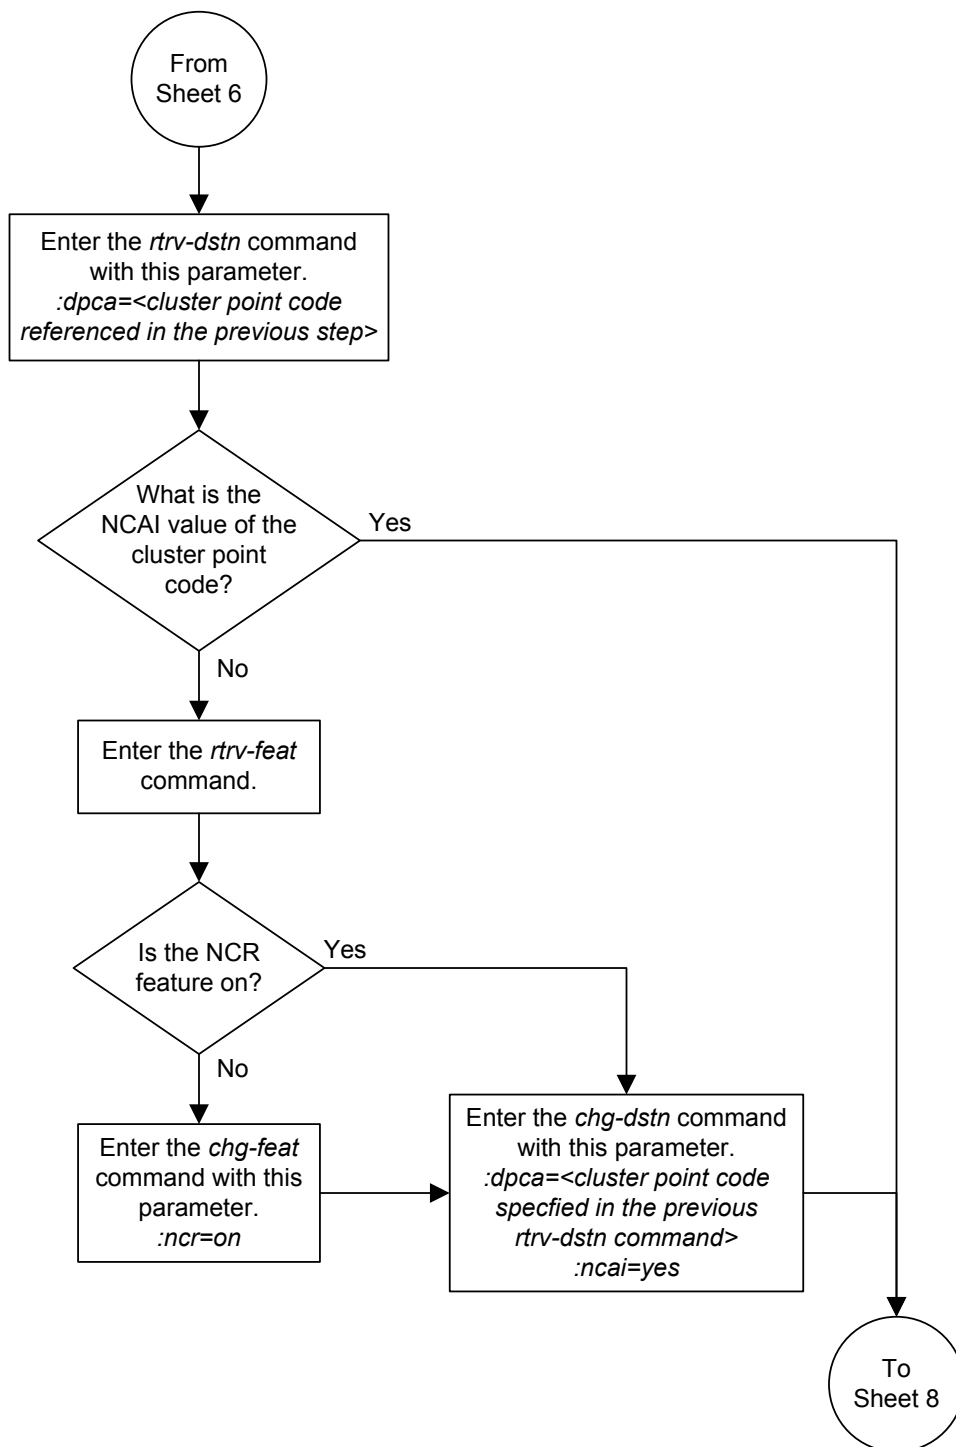 From
Sheet 6
Enter the rtrv-dstn command
with this parameter.
:dpca=<cluster point code
referenced in the previous step>
What is the
NCAI value of the
cluster point
code?
Yes
No
Enter the rtrv-feat
command.
Is the NCR
feature on?
Yes
No
Enter the chg-feat
command with this
parameter.
:ncr=on
Enter the chg-dstn command
with this parameter.
:dpca=<cluster point code
specfied in the previous
rtrv-dstn command>
:ncai=yes
To
Sheet 8